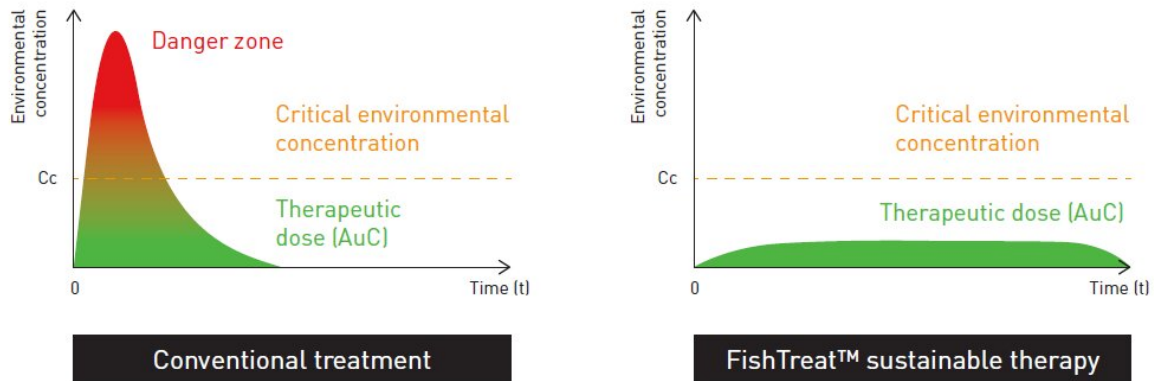 Environmental
concentration
Danger zone
Critical environmental
concentration
Cc
Therapeutic
dose (AuC)
0
Time (t)
Conventional treatment
Environmental
concentration
Critical environmental
concentration
Cc
Therapeutic dose (AuC)
0
Time (t)
FishTreat™ sustainable therapy